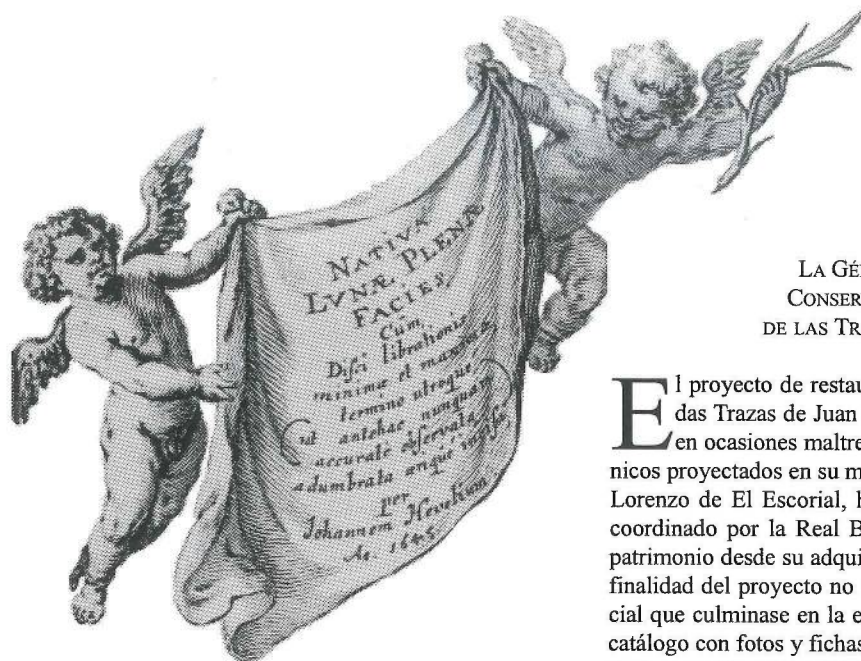 NATIVA
LVNÆ PLENÆ
FACIES,
Cum
Disci librationis
minimæ et maximæ,
termino utroque,
ut antehac nunquam
accuratè observata,
adumbrata
Per
Johannem Hevelium
Ao. 1645.
LA GÉ
CONSER
DE LAS TR
El proyecto de restau
das Trazas de Juan
en ocasiones maltre
nicos proyectados en su m
Lorenzo de El Escorial, h
coordinado por la Real B
patrimonio desde su adqui
finalidad del proyecto no
cial que culminase en la e
catálogo con fotos y fichas